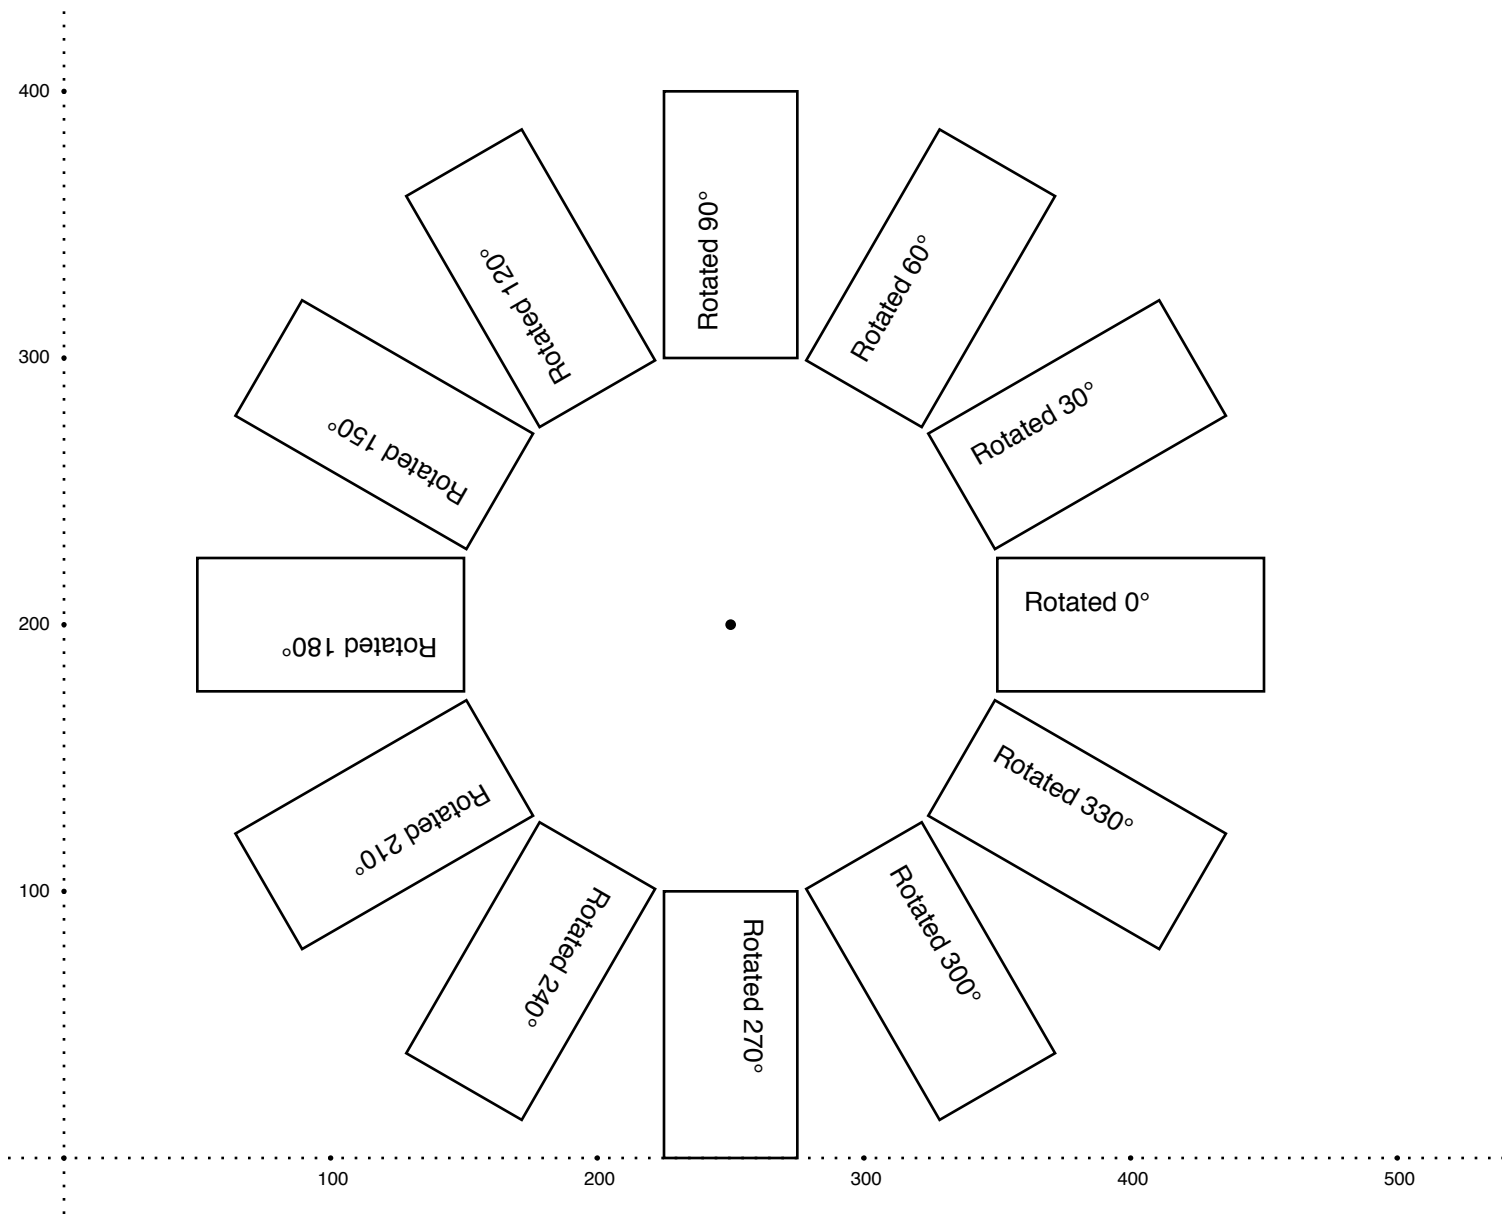 400
Rotated 90°
Rotated 60°
Rotated 120°
300
Rotated 30°
Rotated 150°
Rotated 0°
200
Rotated 180°
Rotated 330°
Rotated 210°
100
Rotated 300°
Rotated 240°
Rotated 270°
100
200
300
400
500